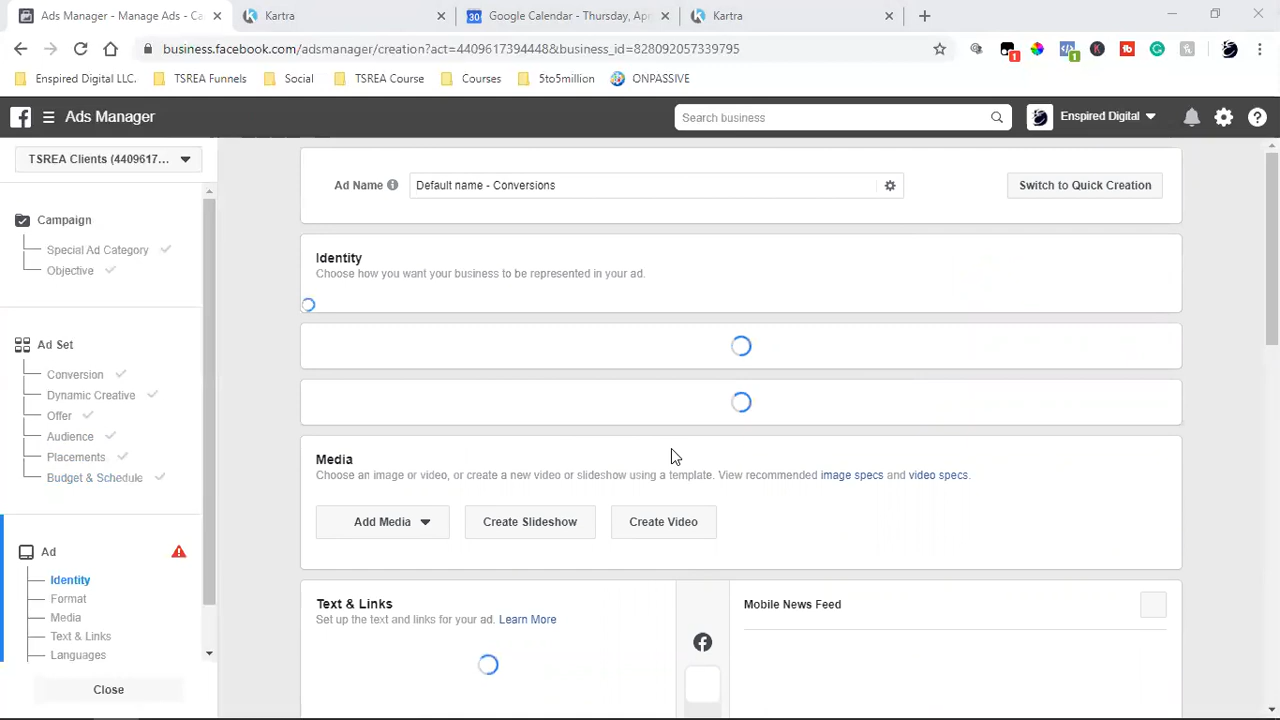 Ads Manager - Manage Ads - Ca
Kartra
Google Calendar - Thursday, Apr
Kartra
business.facebook.com/adsmanager/creation?act=4409617394448&business_id=828092057339795
1
1
Enspired Digital LLC.
TSREA Funnels
Social
TSREA Course
Courses
5to5million
ONPASSIVE
Ads Manager
Search business
Enspired Digital
TSREA Clients (4409617...
Ad Name
Default name - Conversions
Switch to Quick Creation
Campaign
Special Ad Category
Objective
Identity
Choose how you want your business to be represented in your ad.
Ad Set
Conversion
Dynamic Creative
Offer
Audience
Placements
Budget & Schedule
Media
Choose an image or video, or create a new video or slideshow using a template. View recommended image specs and video specs.
Add Media
Create Slideshow
Create Video
Ad
Identity
Format
Media
Text & Links
Languages
Close
Text & Links
Set up the text and links for your ad. Learn More
Mobile News Feed